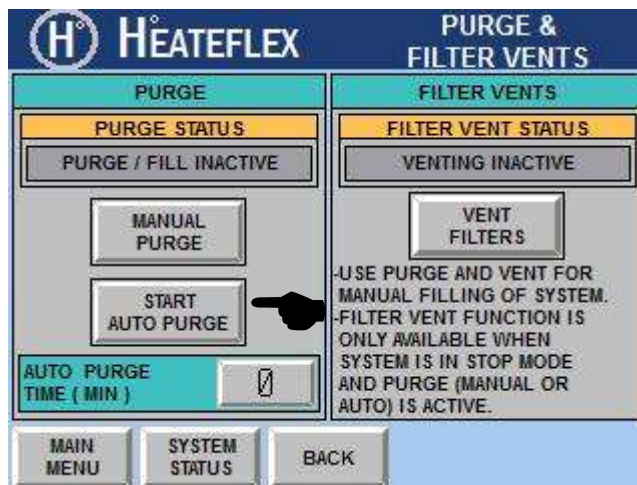 H HEATEFLEX
PURGE &
FILTER VENTS
PURGE
PURGE STATUS
PURGE / FILL INACTIVE
MANUAL
PURGE
START
AUTO PURGE
AUTO PURGE
TIME ( MIN )
0
FILTER VENTS
FILTER VENT STATUS
VENTING INACTIVE
VENT
FILTERS
-USE PURGE AND VENT FOR
MANUAL FILLING OF SYSTEM.
-FILTER VENT FUNCTION IS
ONLY AVAILABLE WHEN
SYSTEM IS IN STOP MODE
AND PURGE (MANUAL OR
AUTO) IS ACTIVE.
MAIN
MENU
SYSTEM
STATUS
BACK